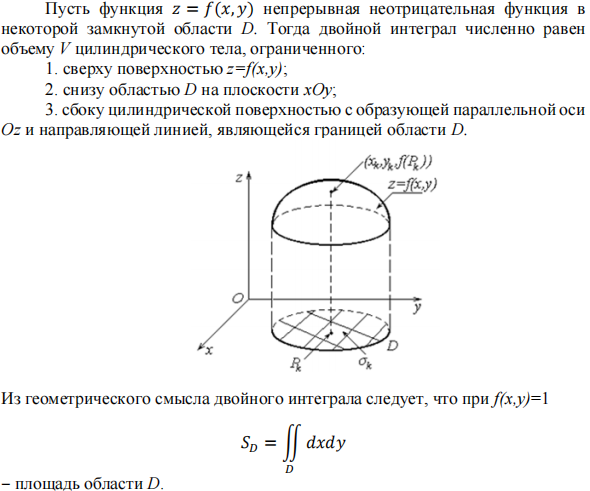 Пусть функция z = f(x, y) непрерывная неотрицательная функция в
некоторой замкнутой области D. Тогда двойной интеграл численно равен
объему V цилиндрического тела, ограниченного:
1. сверху поверхностью z=f(x,y);
2. снизу областью D на плоскости xOy;
3. сбоку цилиндрической поверхностью с образующей параллельной оси
Oz и направляющей линией, являющейся границей области D.
(xₖ,yₖ,f(Pₖ))
z
z=f(x,y)
O
y
x
Pₖ
σₖ
D
Из геометрического смысла двойного интеграла следует, что при f(x,y)=1
S_D = ∬_D dxdy
– площадь области D.